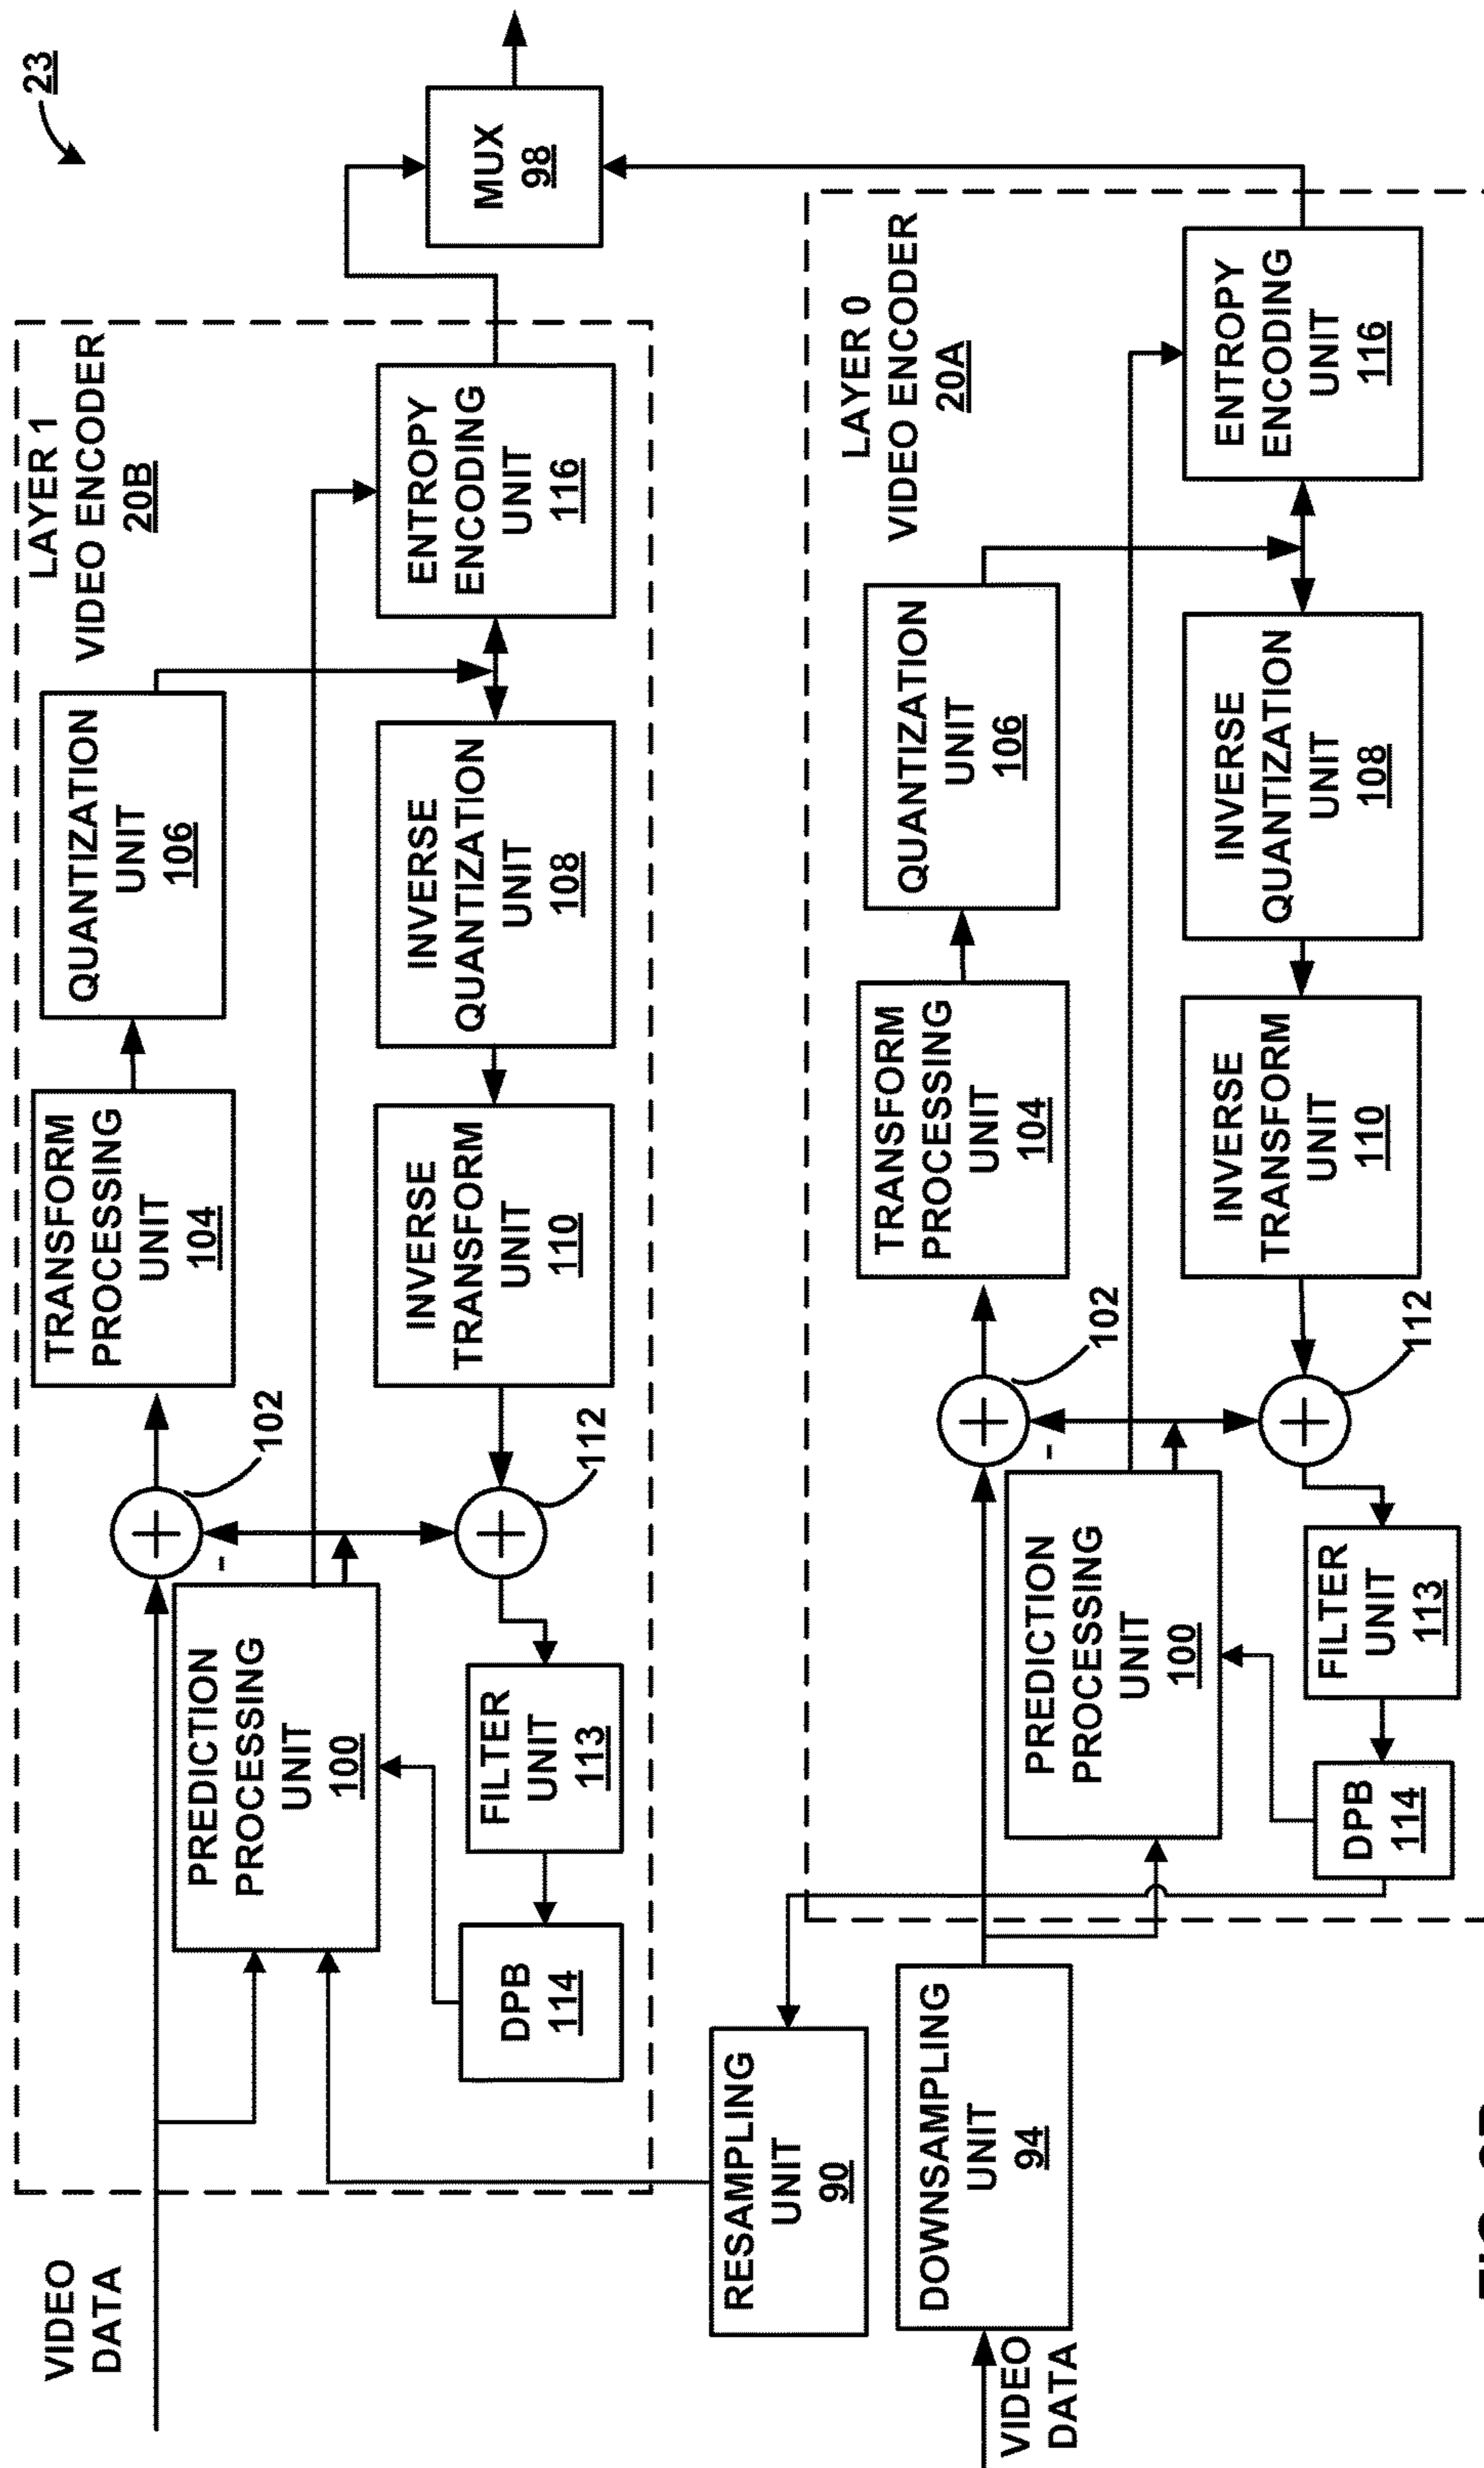 23
LAYER 1
VIDEO ENCODER
20B
VIDEO
DATA
102
-
TRANSFORM
PROCESSING
UNIT
104
QUANTIZATION
UNIT
106
PREDICTION
PROCESSING
UNIT
100
112
INVERSE
TRANSFORM
UNIT
110
INVERSE
QUANTIZATION
UNIT
108
ENTROPY
ENCODING
UNIT
116
FILTER
UNIT
113
DPB
114
MUX
98
RESAMPLING
UNIT
90
DOWNSAMPLING
UNIT
94
VIDEO
DATA
LAYER 0
VIDEO ENCODER
20A
102
-
TRANSFORM
PROCESSING
UNIT
104
QUANTIZATION
UNIT
106
PREDICTION
PROCESSING
UNIT
100
112
INVERSE
TRANSFORM
UNIT
110
INVERSE
QUANTIZATION
UNIT
108
ENTROPY
ENCODING
UNIT
116
FILTER
UNIT
113
DPB
114